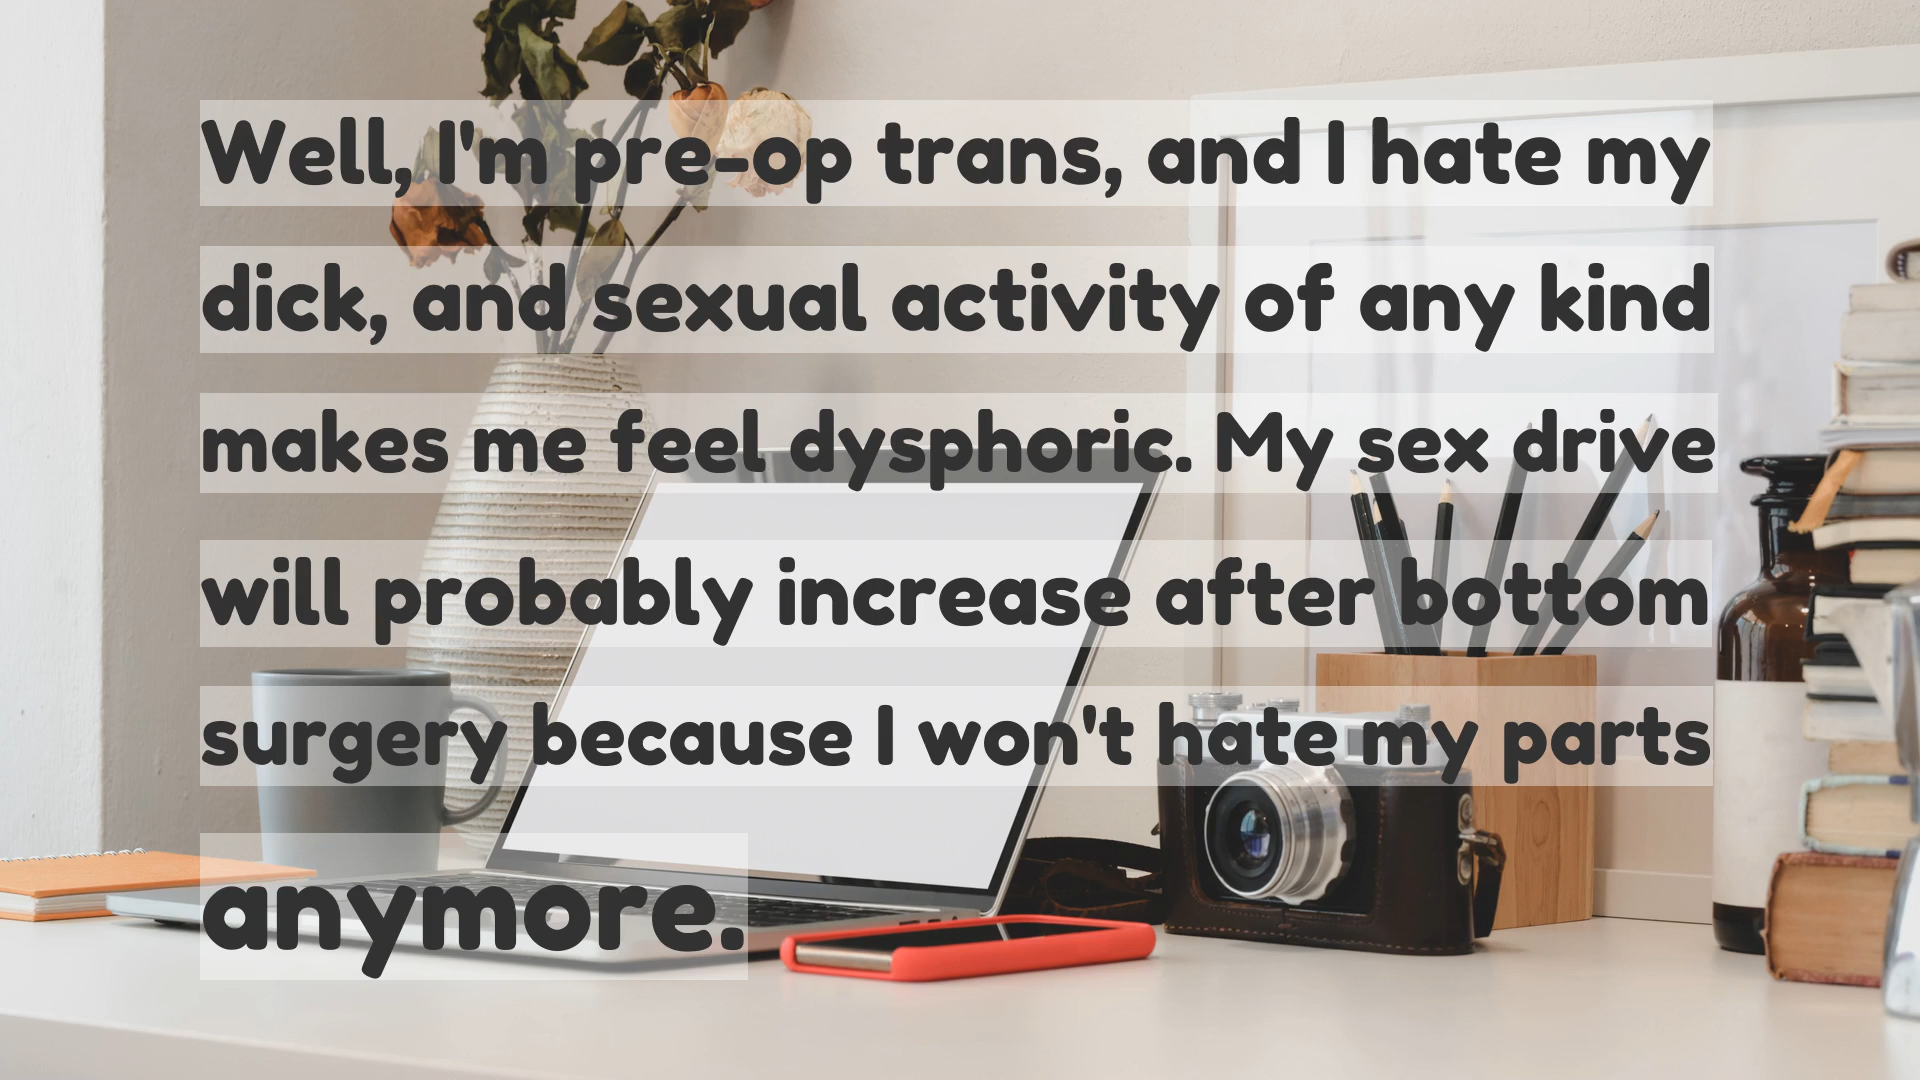 Well, I'm pre-op trans, and I hate my
dick, and sexual activity of any kind
makes me feel dysphoric. My sex drive
will probably increase after bottom
surgery because I won't hate my parts
anymore.